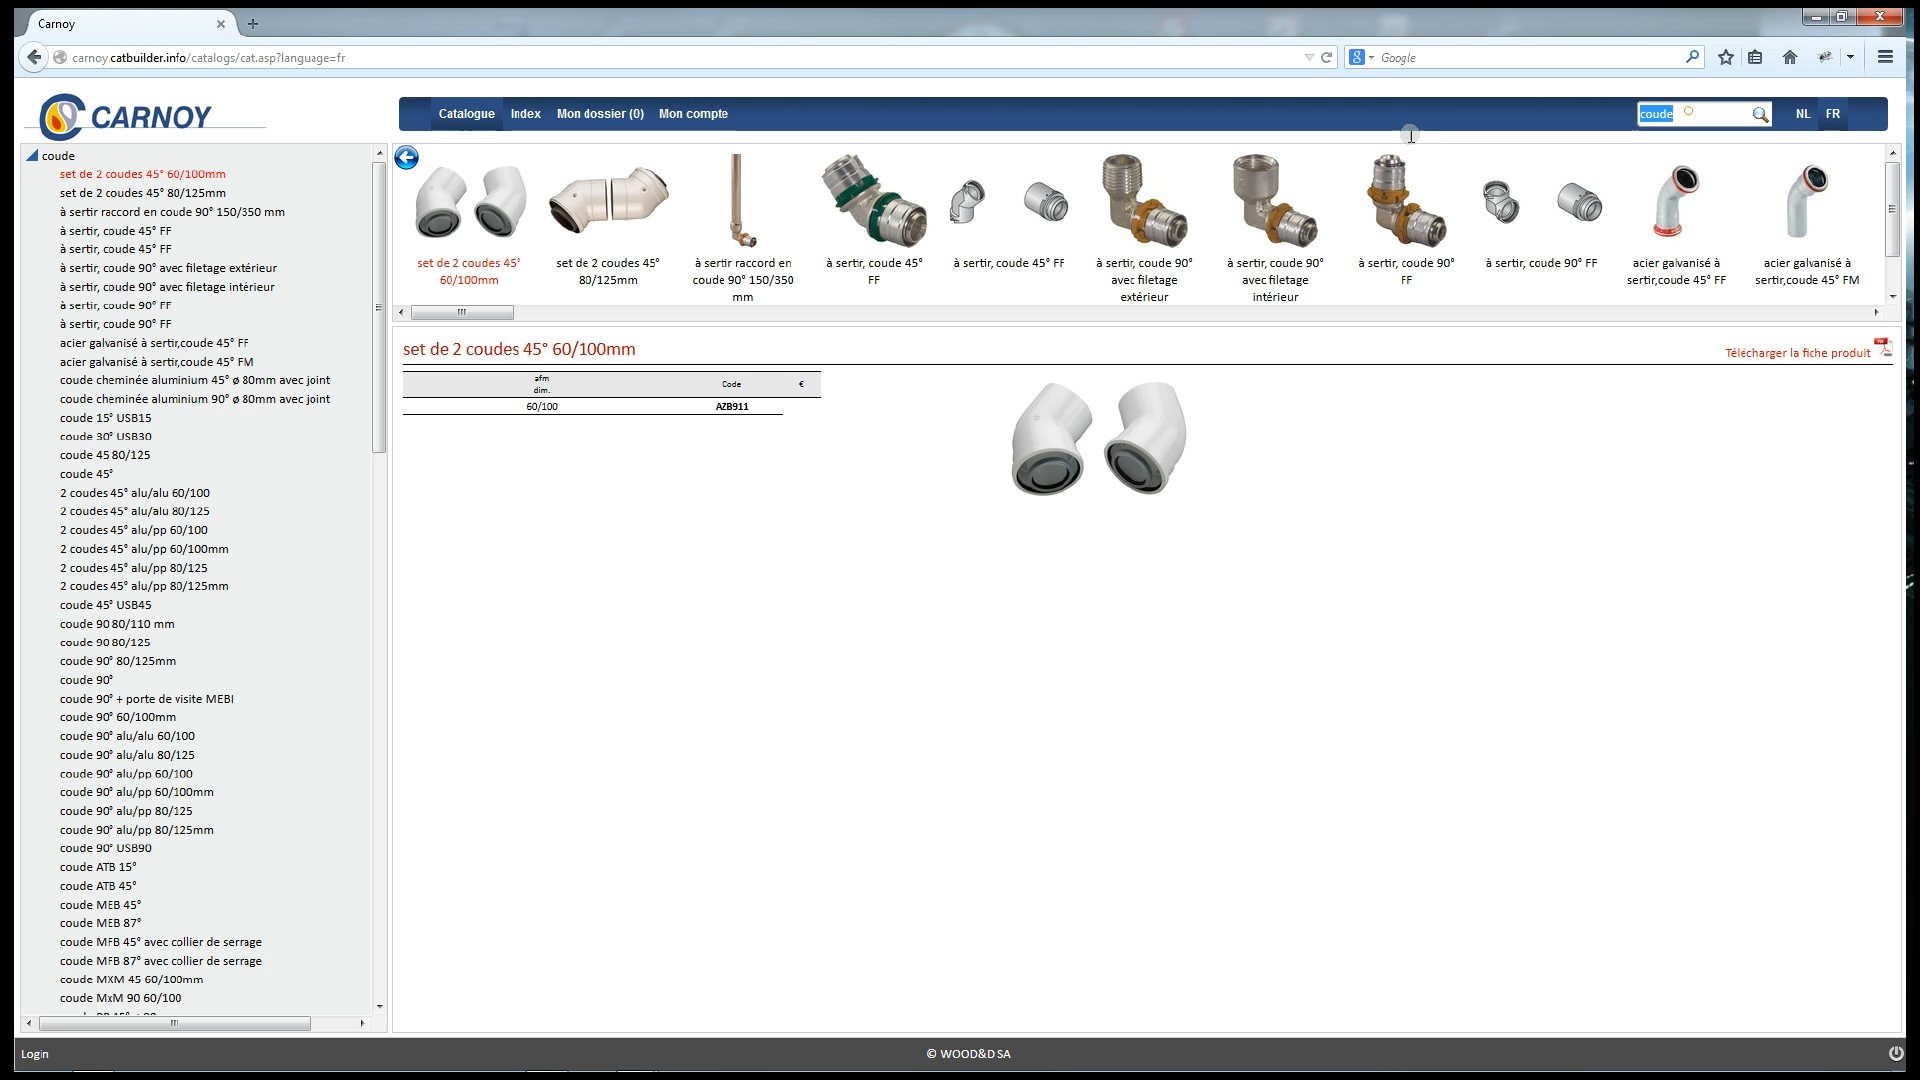 Carnoy
carnoy.catbuilder.info/catalogs/cat.asp?language=fr
Google
CARNOY
Catalogue Index Mon dossier (0) Mon compte
coude
NL FR
coude
set de 2 coudes 45° 60/100mm
set de 2 coudes 45° 80/125mm
à sertir raccord en coude 90° 150/350 mm
à sertir, coude 45° FF
à sertir, coude 45° FF
à sertir, coude 90° avec filetage extérieur
à sertir, coude 90° avec filetage intérieur
à sertir, coude 90° FF
à sertir, coude 90° FF
acier galvanisé à sertir,coude 45° FF
acier galvanisé à sertir,coude 45° FM
coude cheminée aluminium 45° ø 80mm avec joint
coude cheminée aluminium 90° ø 80mm avec joint
coude 15° USB15
coude 30° USB30
coude 45 80/125
coude 45°
2 coudes 45° alu/alu 60/100
2 coudes 45° alu/alu 80/125
2 coudes 45° alu/pp 60/100
2 coudes 45° alu/pp 60/100mm
2 coudes 45° alu/pp 80/125
2 coudes 45° alu/pp 80/125mm
coude 45° USB45
coude 90 80/110 mm
coude 90 80/125
coude 90° 80/125mm
coude 90°
coude 90° + porte de visite MEBI
coude 90° 60/100mm
coude 90° alu/alu 60/100
coude 90° alu/alu 80/125
coude 90° alu/pp 60/100
coude 90° alu/pp 60/100mm
coude 90° alu/pp 80/125
coude 90° alu/pp 80/125mm
coude 90° USB90
coude ATB 15°
coude ATB 45°
coude MEB 45°
coude MEB 87°
coude MFB 45° avec collier de serrage
coude MFB 87° avec collier de serrage
coude MXM 45 60/100mm
coude MxM 90 60/100
set de 2 coudes 45°
60/100mm
set de 2 coudes 45°
80/125mm
à sertir raccord en
coude 90° 150/350
mm
à sertir, coude 45°
FF
à sertir, coude 45° FF
à sertir, coude 90°
avec filetage
extérieur
à sertir, coude 90°
avec filetage
intérieur
à sertir, coude 90°
FF
à sertir, coude 90° FF
acier galvanisé à
sertir,coude 45° FF
acier galvanisé à
sertir,coude 45° FM
set de 2 coudes 45° 60/100mm
Télécharger la fiche produit
afm
dim.
Code €
60/100 AZB911
Login
© WOOD&D SA